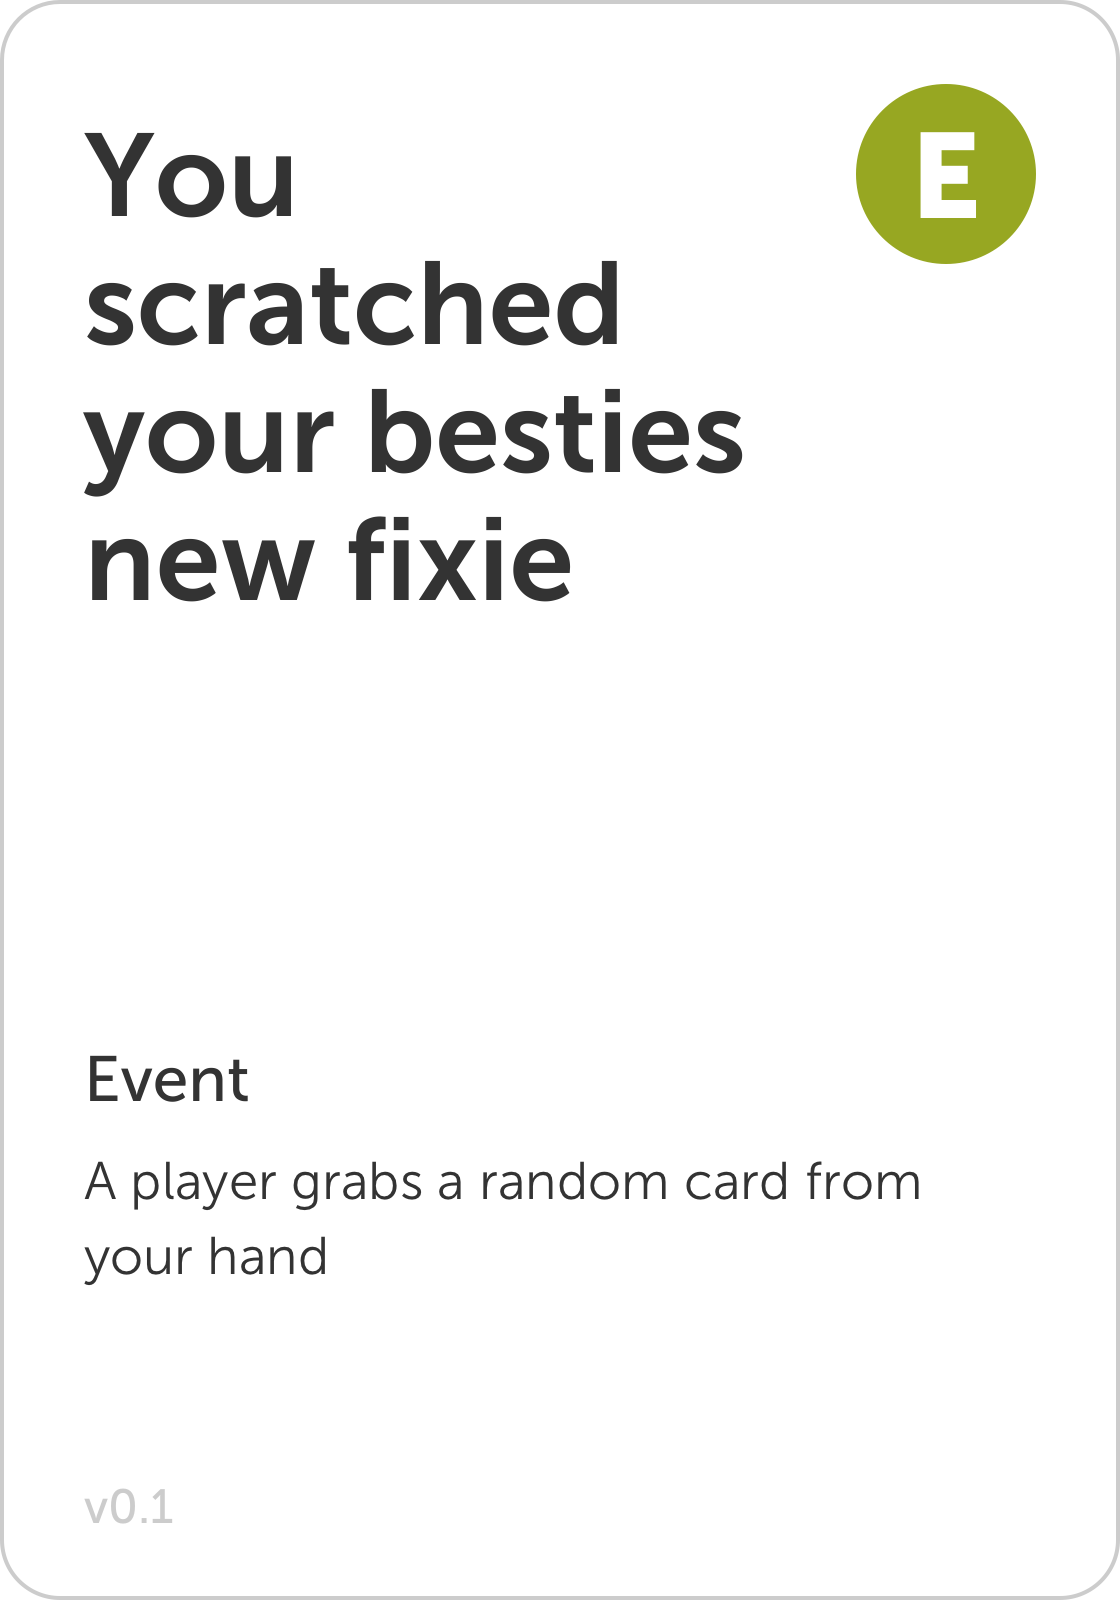 You
scratched
your besties
new fixie
E
Event
A player grabs a random card from
your hand
v0.1